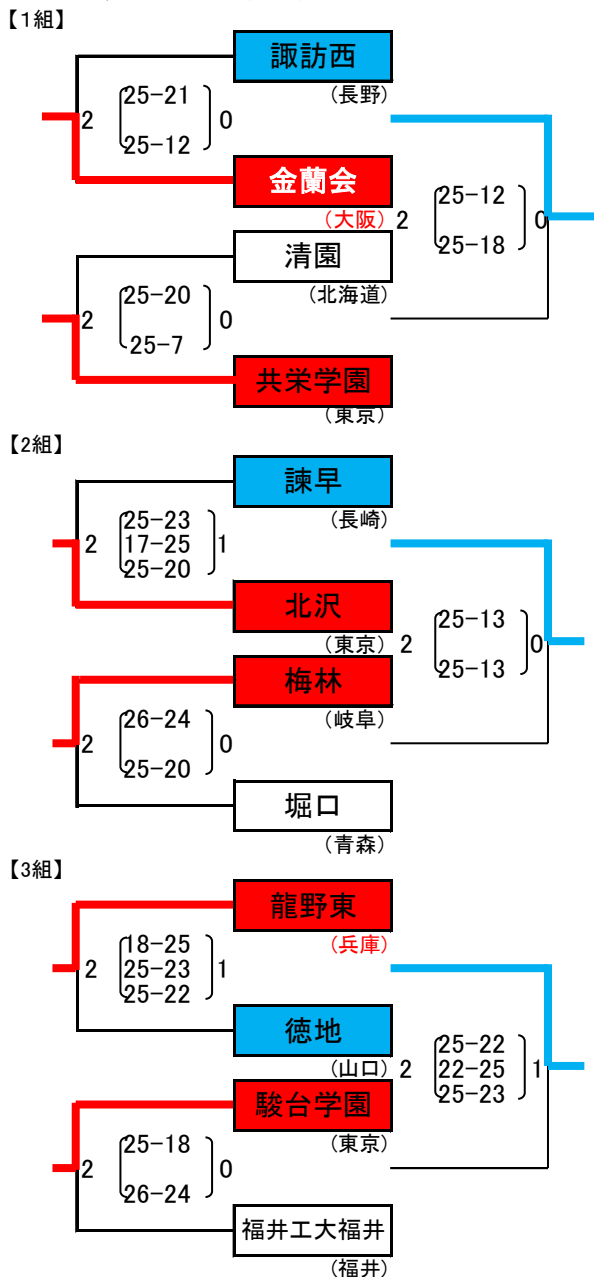 【1組】
諏訪西
(長野)
2 25-21 0
25-12
金蘭会
(大阪)
2 25-12 0
25-18
清園
(北海道)
2 25-20 0
25-7
共栄学園
(東京)
【2組】
諫早
(長崎)
2 25-23 1
17-25
25-20
北沢
(東京)
2 25-13 0
25-13
梅林
(岐阜)
2 26-24 0
25-20
堀口
(青森)
【3組】
龍野東
(兵庫)
2 18-25 1
25-23
25-22
徳地
(山口)
2 25-22 1
22-25
25-23
駿台学園
(東京)
2 25-18 0
26-24
福井工大福井
(福井)